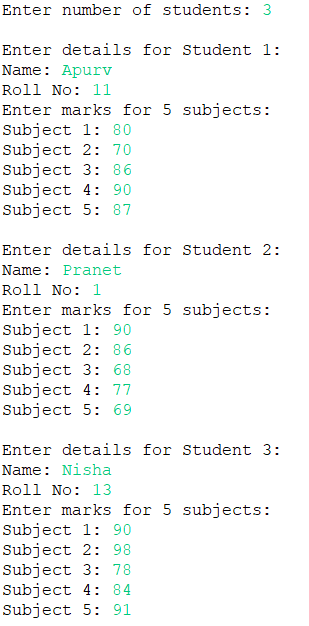 Enter number of students: 3
Enter details for Student 1:
Name: Apurv
Roll No: 11
Enter marks for 5 subjects:
Subject 1: 80
Subject 2: 70
Subject 3: 86
Subject 4: 90
Subject 5: 87
Enter details for Student 2:
Name: Pranet
Roll No: 1
Enter marks for 5 subjects:
Subject 1: 90
Subject 2: 86
Subject 3: 68
Subject 4: 77
Subject 5: 69
Enter details for Student 3:
Name: Nisha
Roll No: 13
Enter marks for 5 subjects:
Subject 1: 90
Subject 2: 98
Subject 3: 78
Subject 4: 84
Subject 5: 91